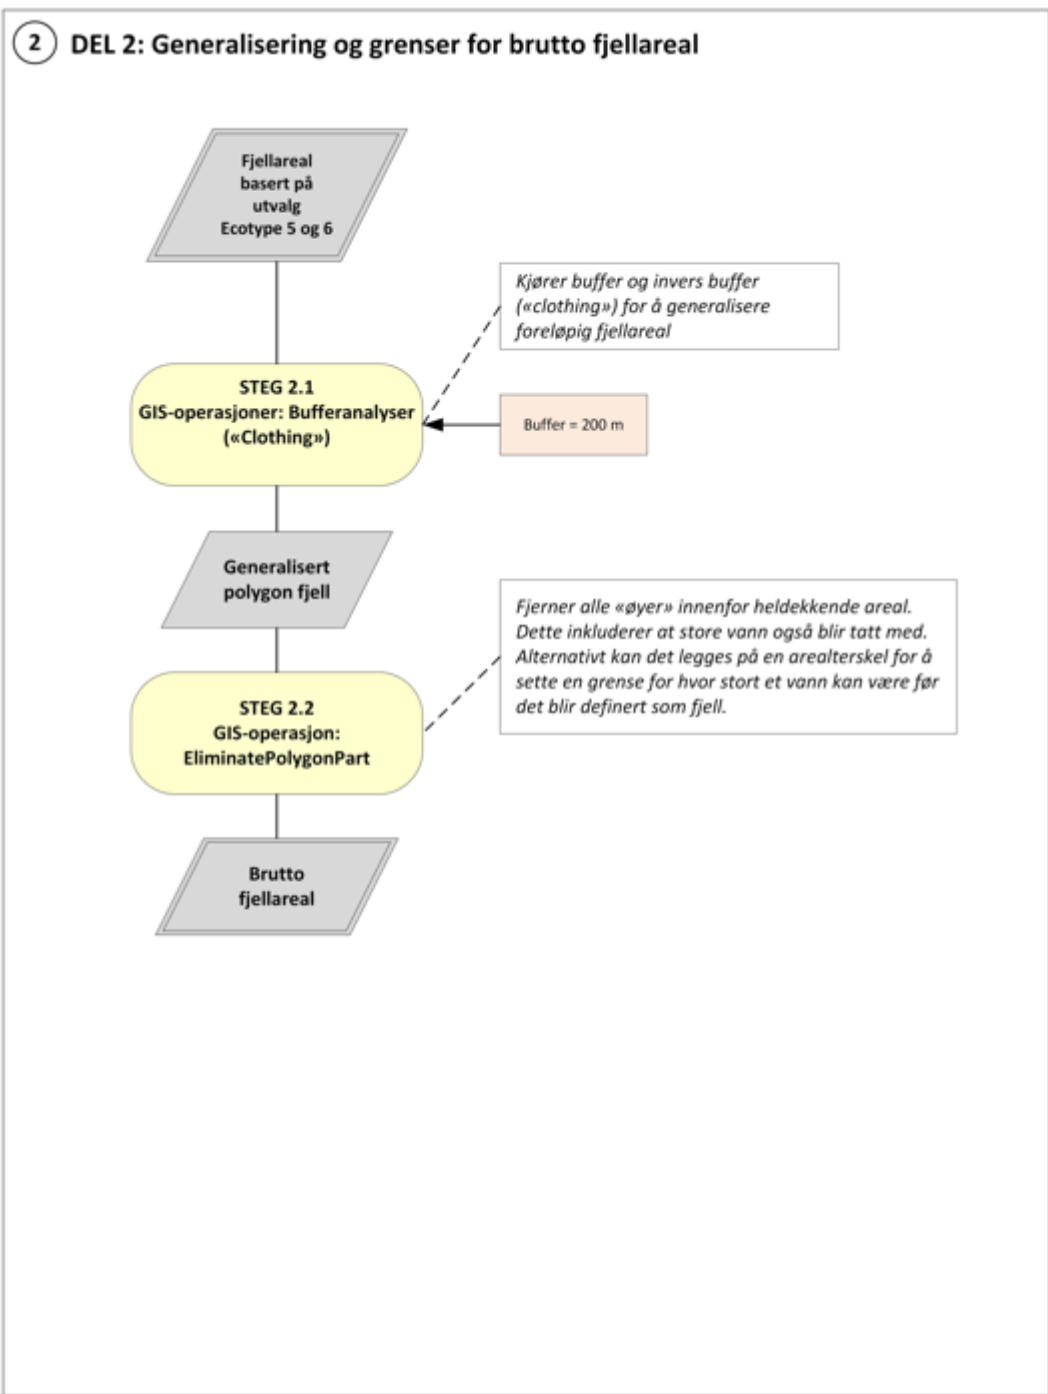 2
DEL 2: Generalisering og grenser for brutto fjellareal
Fjellareal
basert på
utvalg
Ecotype 5 og 6
Kjører buffer og invers buffer
(«clothing») for å generalisere
foreløpig fjellareal
STEG 2.1
GIS-operasjoner: Bufferanalyser
(«Clothing»)
Buffer = 200 m
Generalisert
polygon fjell
Fjerner alle «øyer» innenfor heldekkende areal.
Dette inkluderer at store vann også blir tatt med.
Alternativt kan det legges på en arealterskel for å
sette en grense for hvor stort et vann kan være før
det blir definert som fjell.
STEG 2.2
GIS-operasjon:
EliminatePolygonPart
Brutto
fjellareal